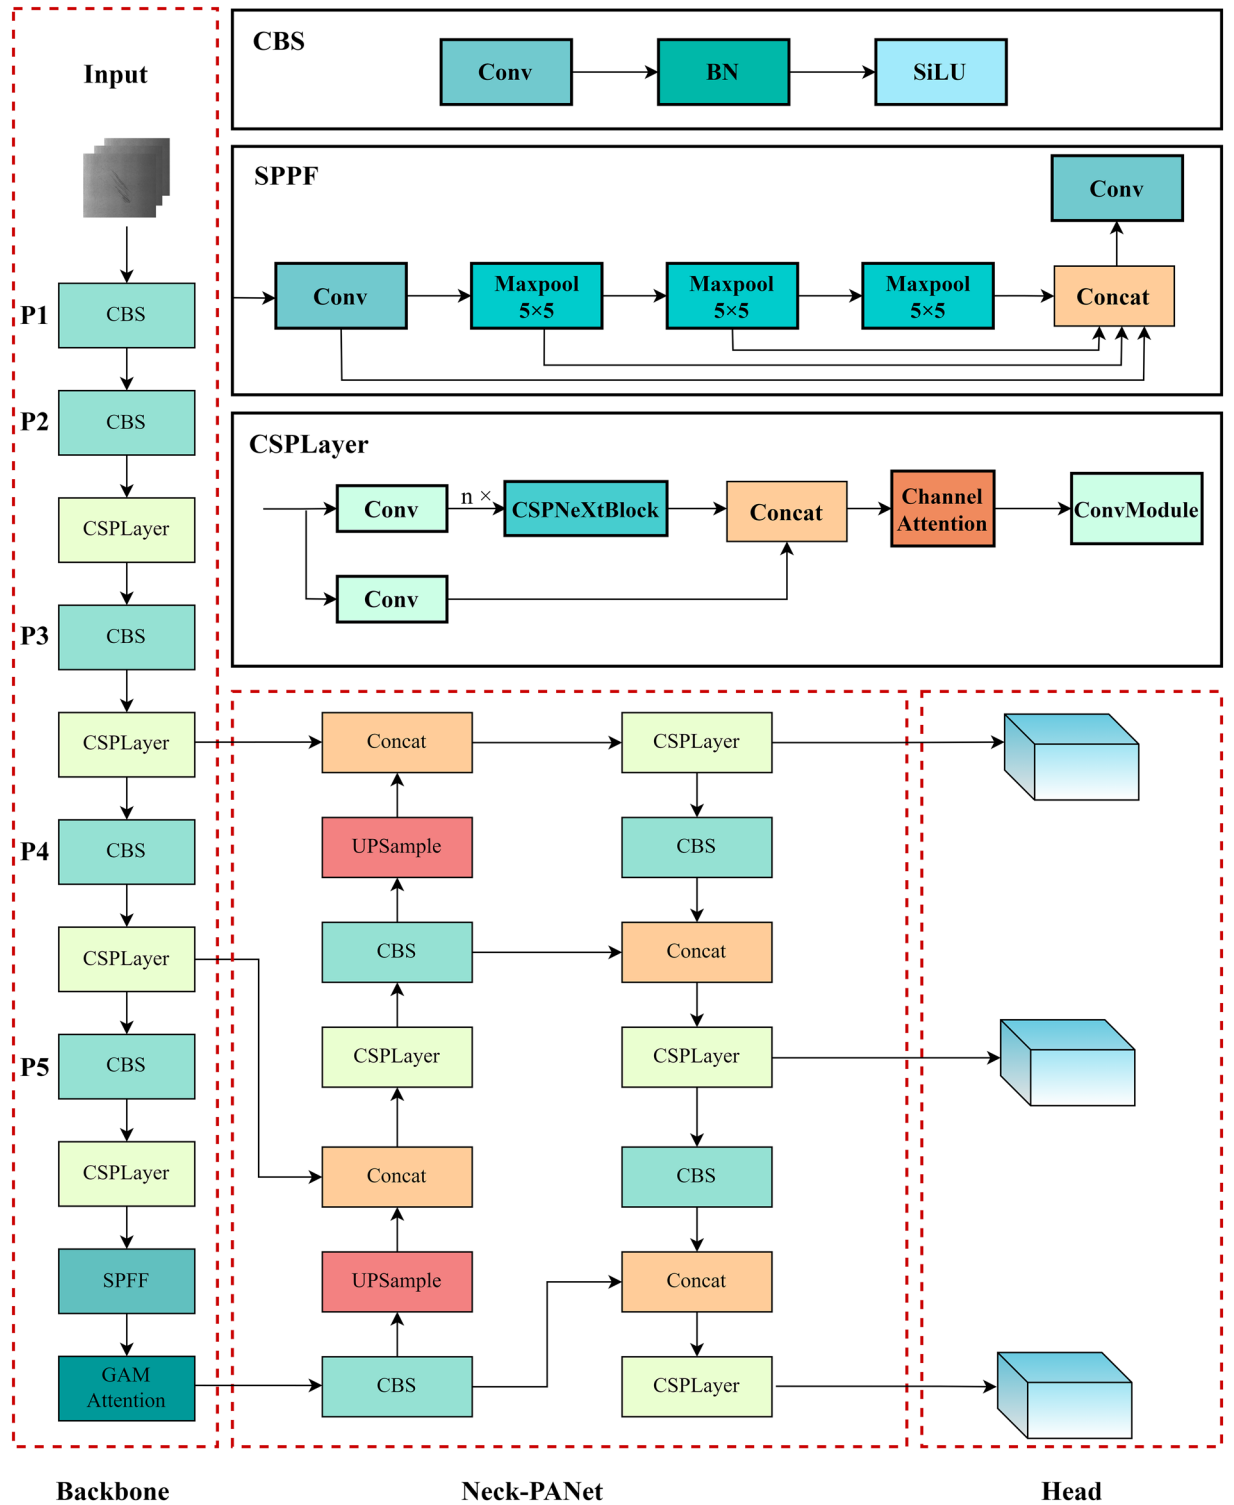 Input
P1
CBS
P2
CBS
CSPLayer
P3
CBS
CSPLayer
P4
CBS
CSPLayer
P5
CBS
CSPLayer
SPFF
GAM
Attention
Backbone
CBS
Conv
BN
SiLU
SPPF
Conv
Maxpool
5×5
Maxpool
5×5
Maxpool
5×5
Concat
Conv
CSPLayer
Conv
n ×
CSPNeXtBlock
Concat
Channel
Attention
ConvModule
Conv
Concat
UPSample
CBS
CSPLayer
Concat
UPSample
CBS
CSPLayer
CBS
Concat
CSPLayer
CBS
Concat
CSPLayer
Neck-PANet
Head